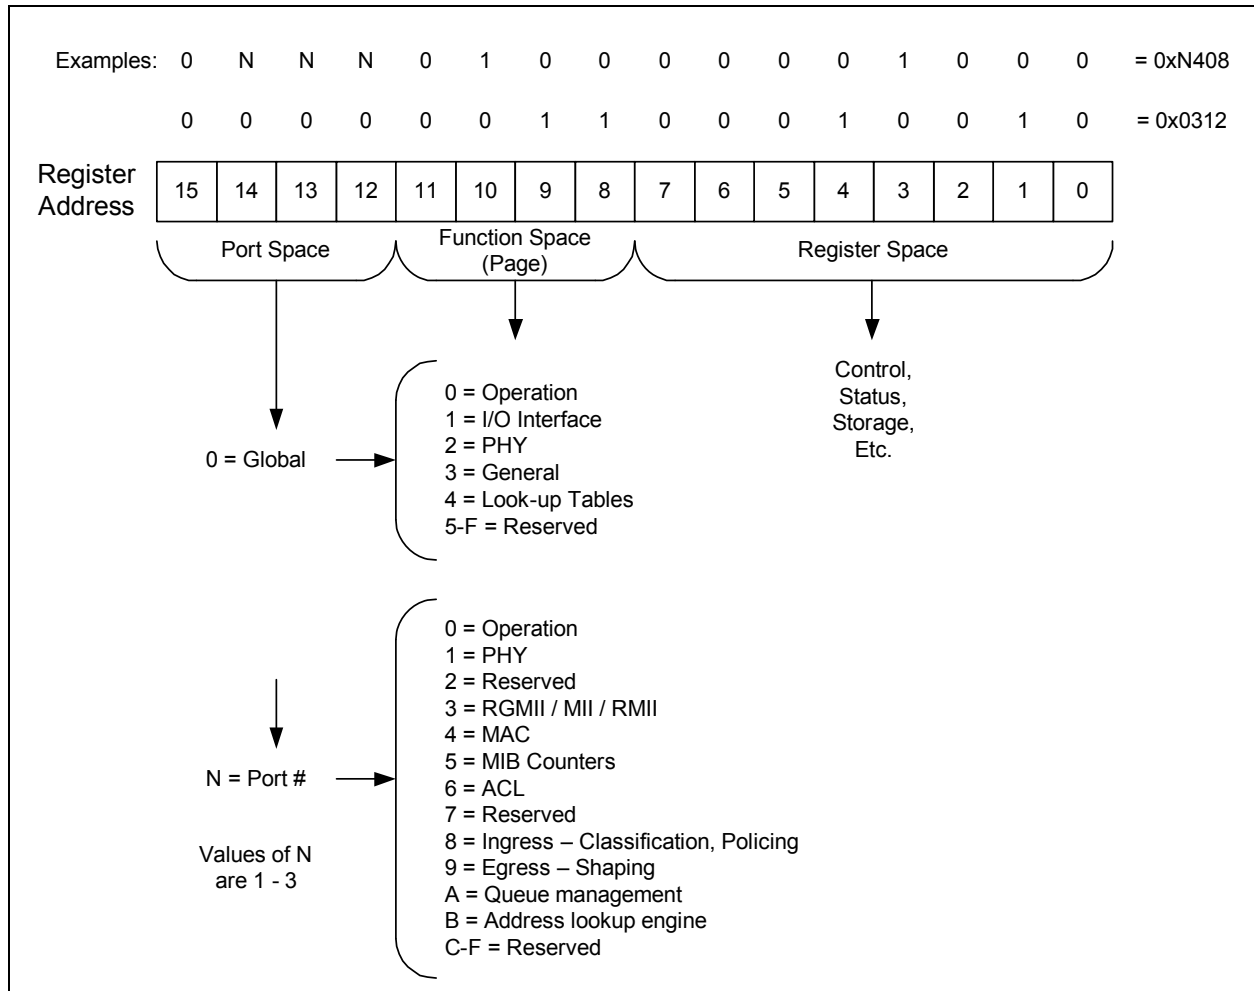 Examples: 0 N N N 0 1 0 0 0 0 0 0 1 0 0 0 = 0xN408
0 0 0 0 0 0 1 1 0 0 0 1 0 0 1 0 = 0x0312
Register
Address
15 14 13 12 11 10 9 8 7 6 5 4 3 2 1 0
Port Space
Function Space
(Page)
Register Space
Control,
Status,
Storage,
Etc.
0 = Global
0 = Operation
1 = I/O Interface
2 = PHY
3 = General
4 = Look-up Tables
5-F = Reserved
N = Port #
Values of N
are 1 - 3
0 = Operation
1 = PHY
2 = Reserved
3 = RGMII / MII / RMII
4 = MAC
5 = MIB Counters
6 = ACL
7 = Reserved
8 = Ingress – Classification, Policing
9 = Egress – Shaping
A = Queue management
B = Address lookup engine
C-F = Reserved